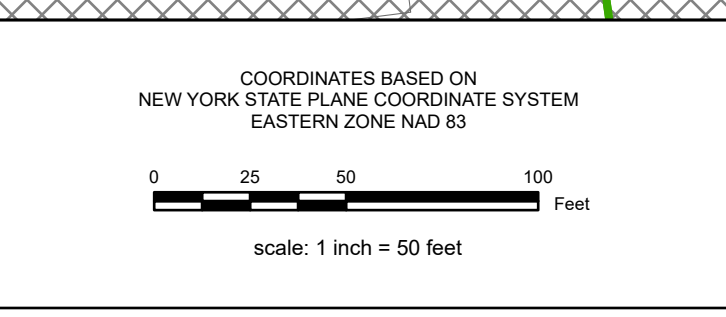 COORDINATES BASED ON
NEW YORK STATE PLANE COORDINATE SYSTEM
EASTERN ZONE NAD 83
0 25 50 100
Feet
scale: 1 inch = 50 feet